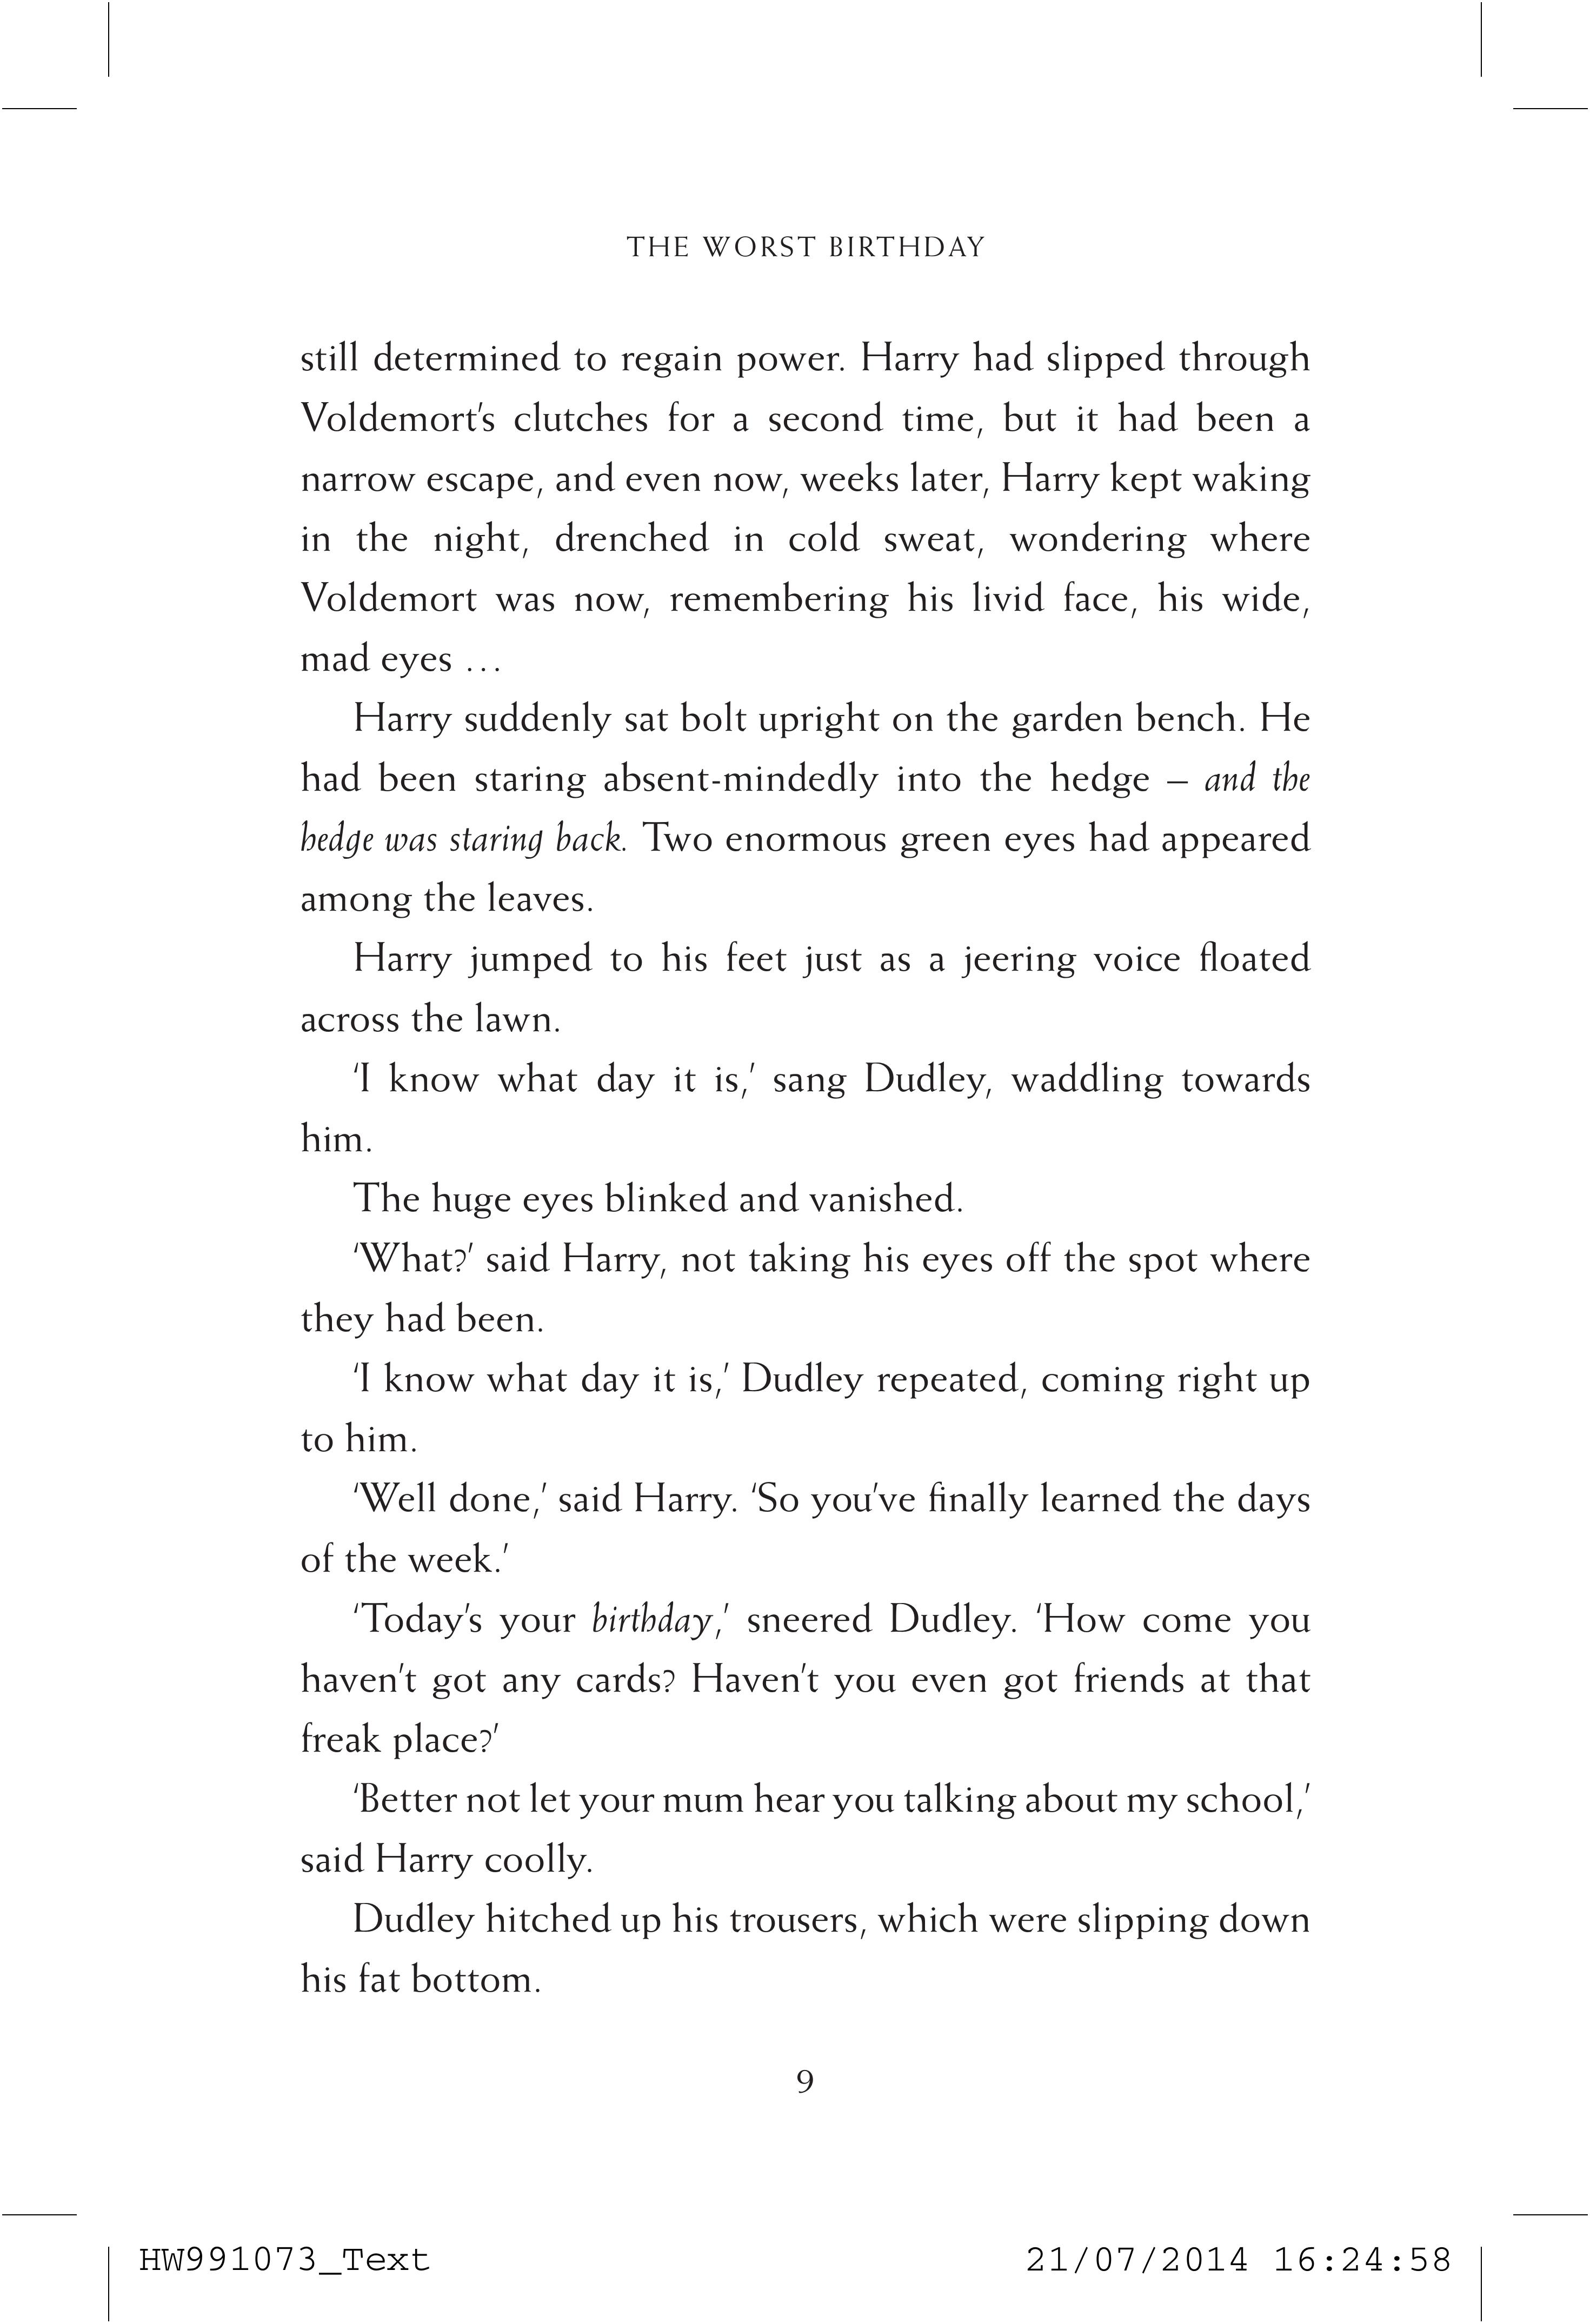 THE WORST BIRTHDAY
still determined to regain power. Harry had slipped through
Voldemort's clutches for a second time, but it had been a
narrow escape, and even now, weeks later, Harry kept waking
in the night, drenched in cold sweat, wondering where
Voldemort was now, remembering his livid face, his wide,
mad eyes …
Harry suddenly sat bolt upright on the garden bench. He
had been staring absent-mindedly into the hedge – and the
hedge was staring back. Two enormous green eyes had appeared
among the leaves.
Harry jumped to his feet just as a jeering voice floated
across the lawn.
‘I know what day it is,’ sang Dudley, waddling towards
him.
The huge eyes blinked and vanished.
‘What?’ said Harry, not taking his eyes off the spot where
they had been.
‘I know what day it is,’ Dudley repeated, coming right up
to him.
‘Well done,’ said Harry. ‘So you’ve finally learned the days
of the week.’
‘Today’s your birthday,’ sneered Dudley. ‘How come you
haven’t got any cards? Haven’t you even got friends at that
freak place?’
‘Better not let your mum hear you talking about my school,’
said Harry coolly.
Dudley hitched up his trousers, which were slipping down
his fat bottom.
9
HW991073_Text 21/07/2014 16:24:58